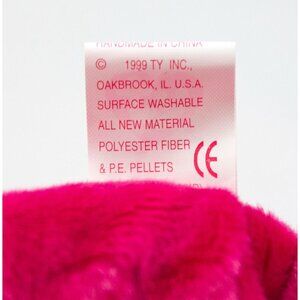 HANDMADE IN CHINA
© 1999 TY INC.,
OAKBROOK, IL. U.S.A.
SURFACE WASHABLE
ALL NEW MATERIAL
POLYESTER FIBER
& P.E. PELLETS CE